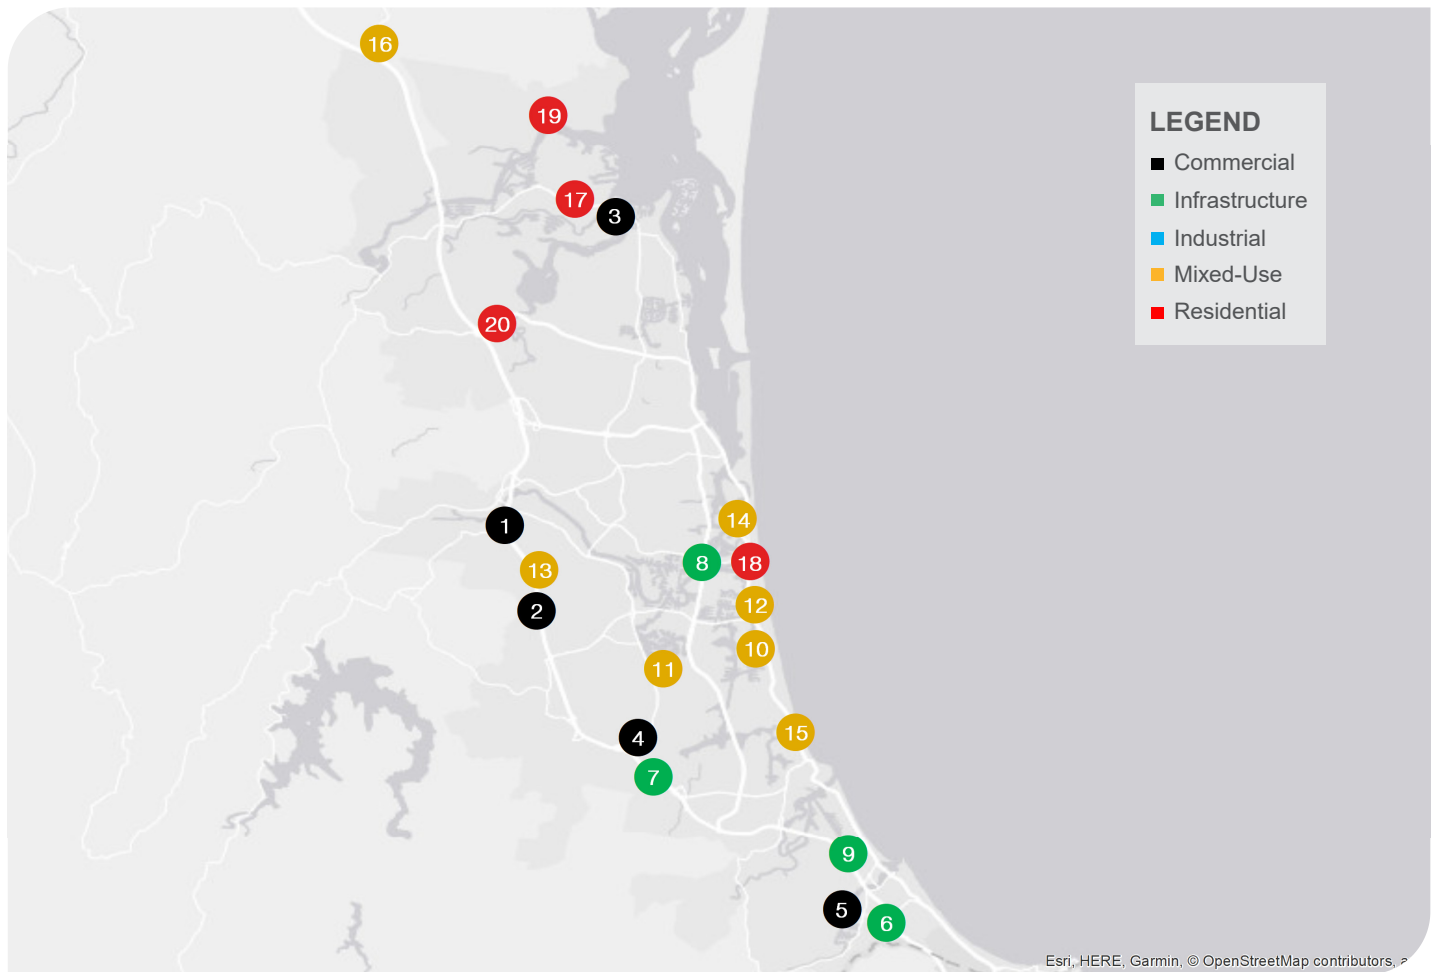 16
19
17
3
20
LEGEND
Commercial
Infrastructure
Industrial
Mixed-Use
Residential
1
14
8
18
13
2
12
10
11
15
4
7
9
5
6
Esri, HERE, Garmin, © OpenStreetMap contributors,